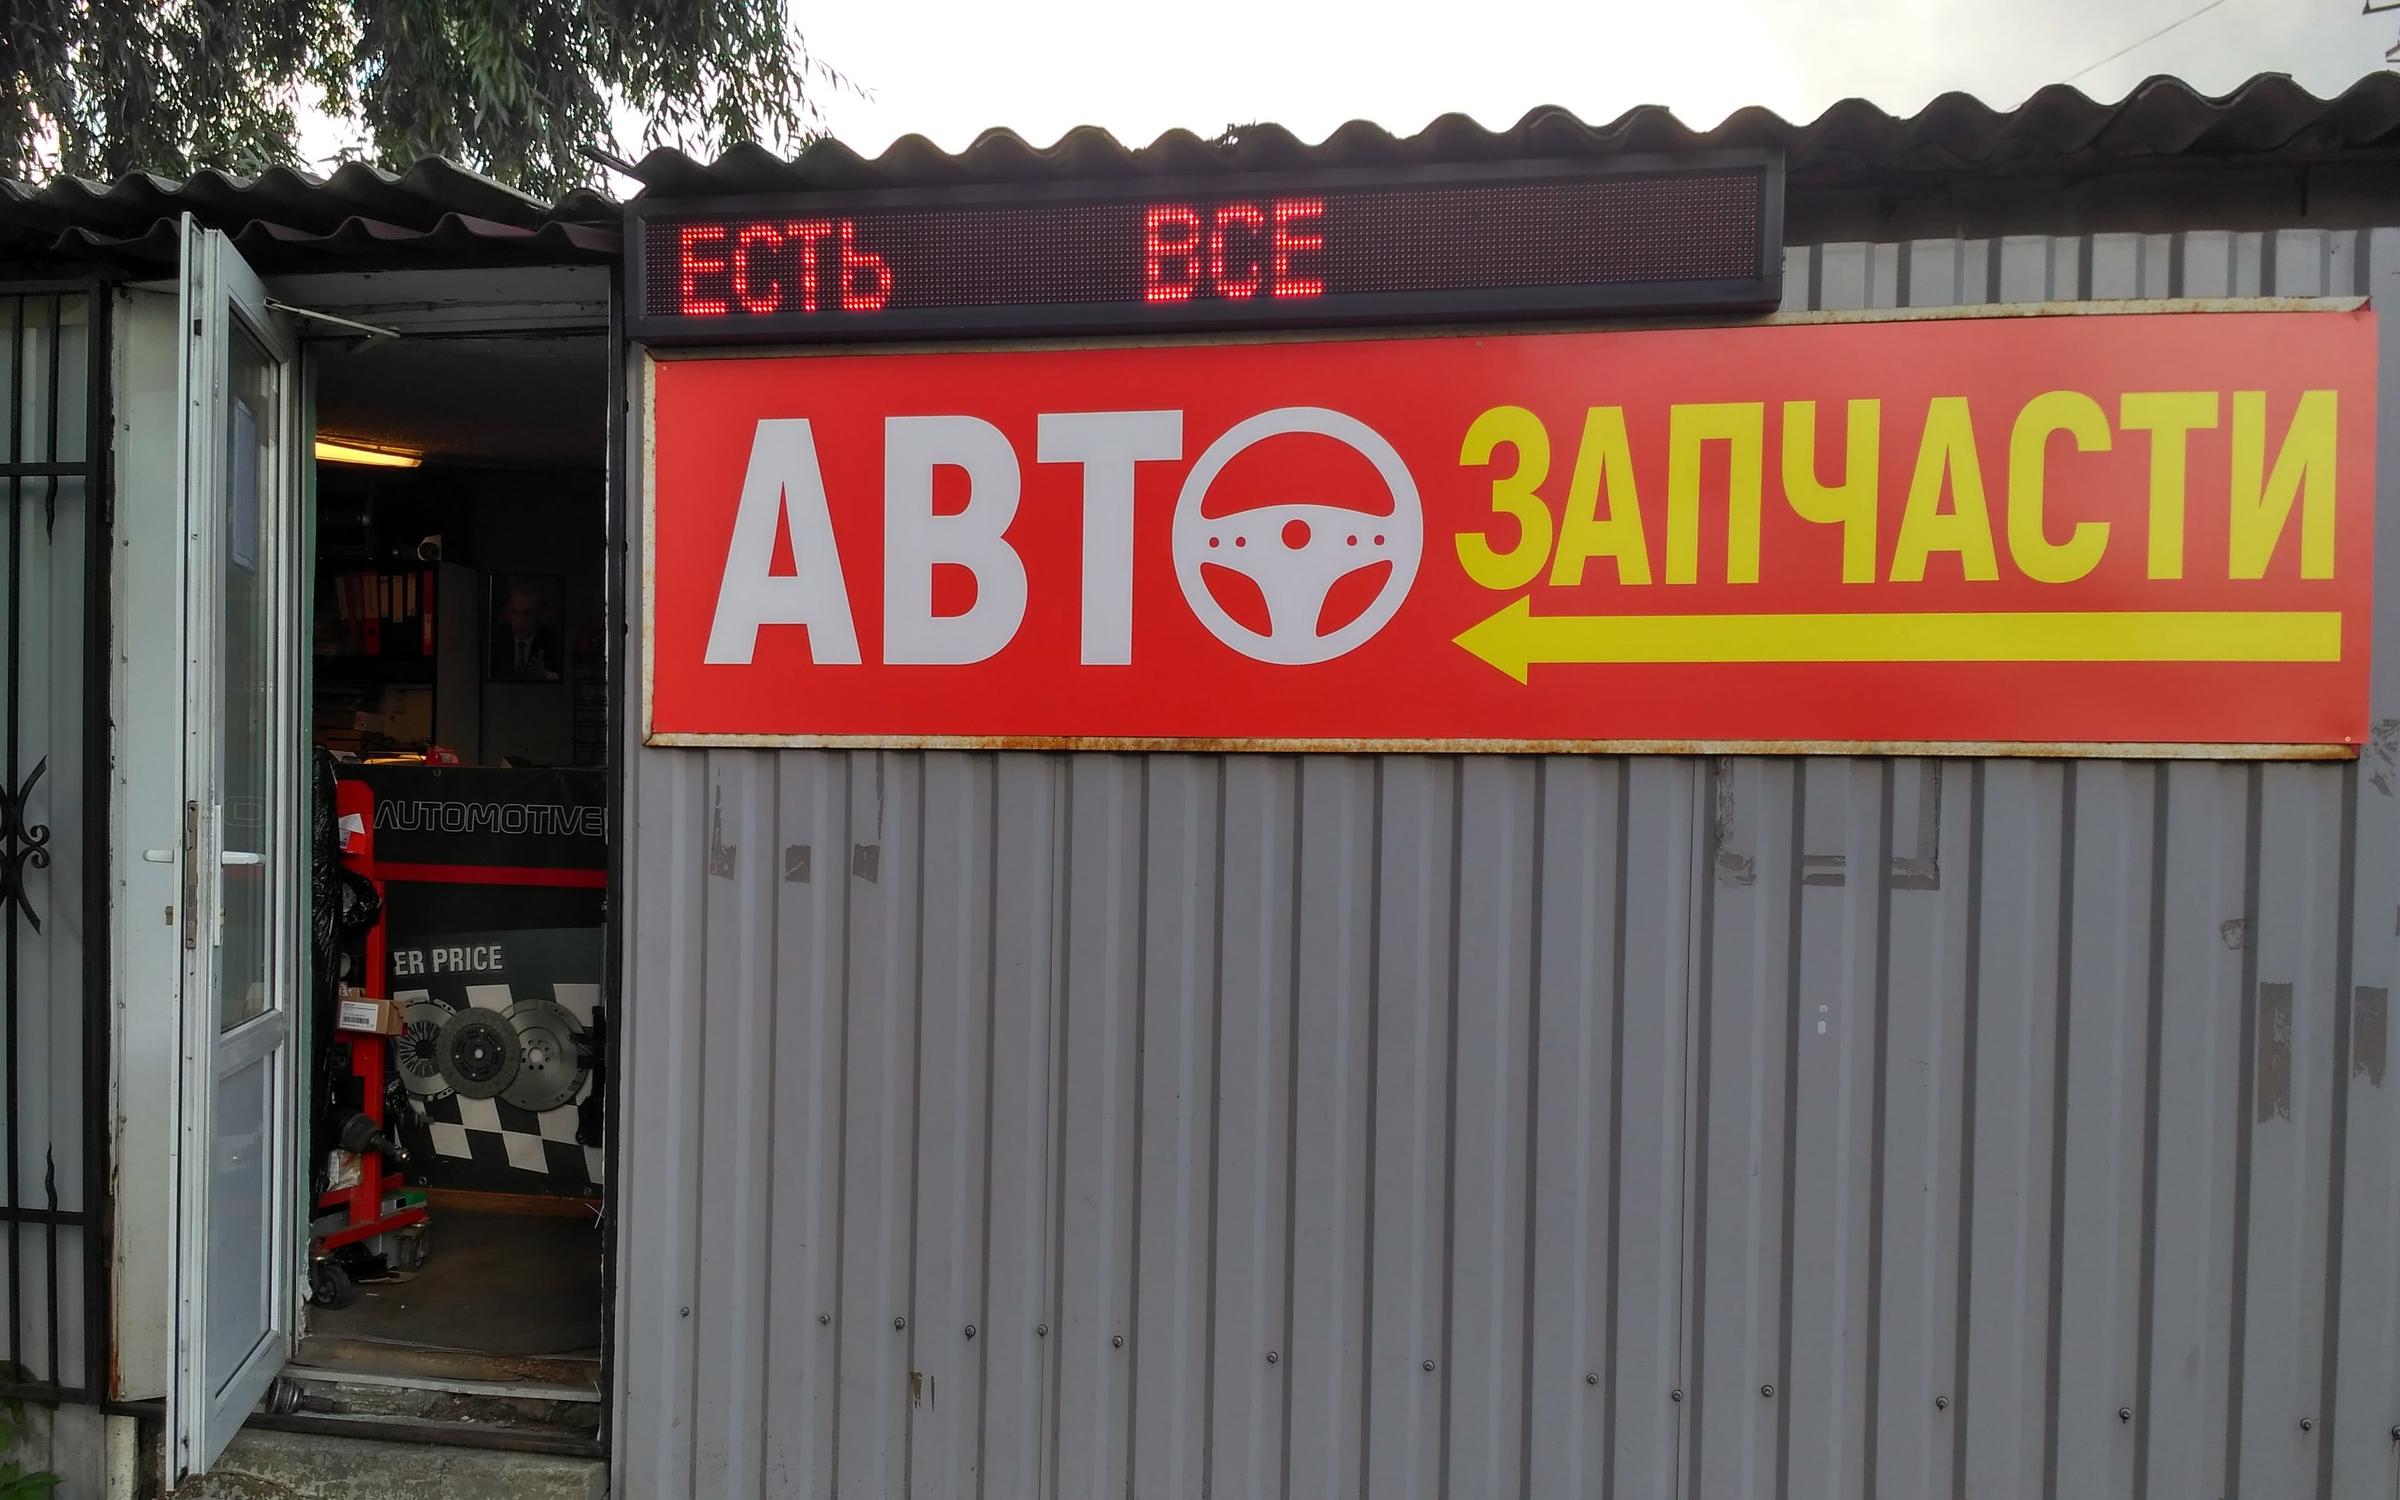 ЕСТЬ ВСЕ
АВТО ЗАПЧАСТИ
AUTOMOTIVE
ER PRICE